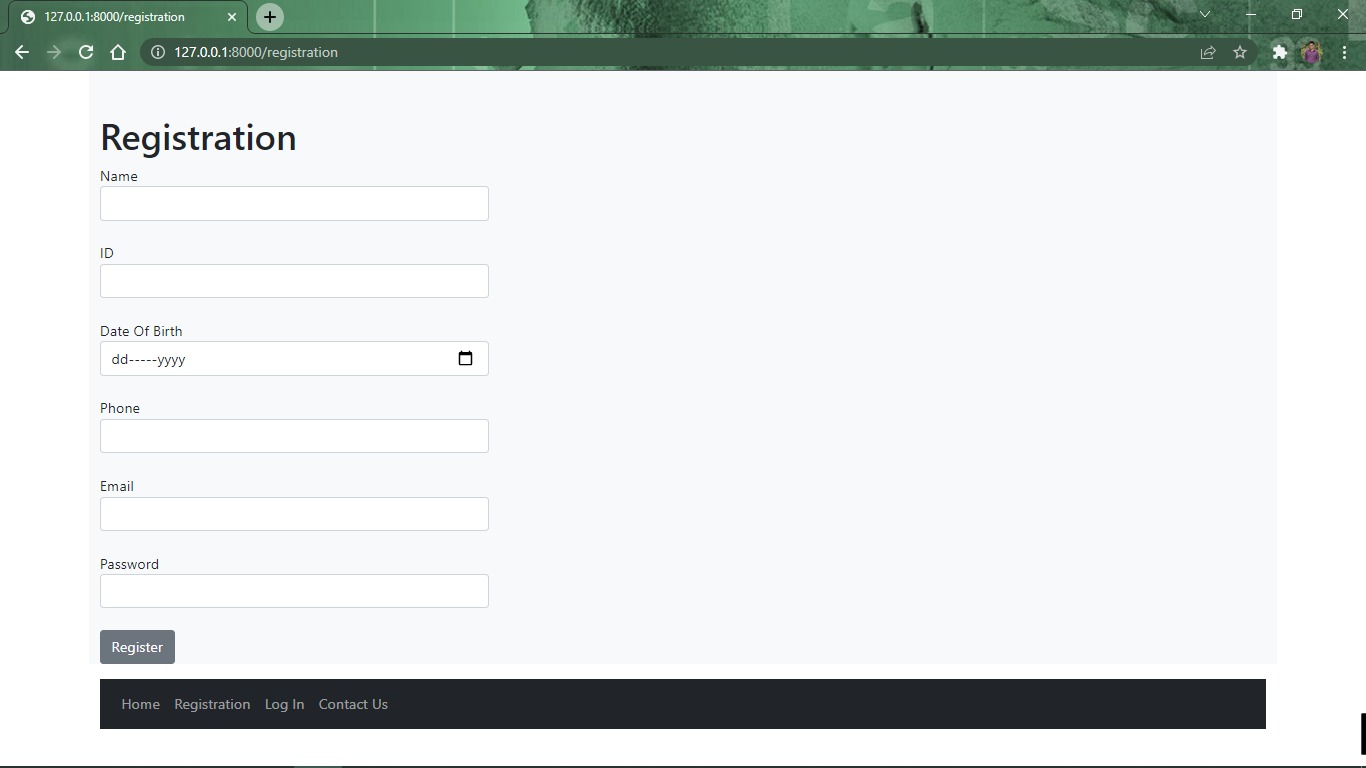 127.0.0.1:8000/registration
127.0.0.1:8000/registration
Registration
Name
ID
Date Of Birth
dd-----yyyy
Phone
Email
Password
Register
Home Registration Log In Contact Us